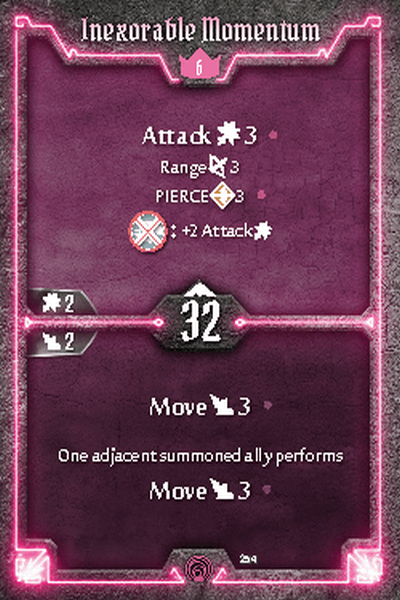 Inexorable Momentum
6
Attack 3
Range 3
PIERCE 3
: +2 Attack
2
32
2
Move 3
One adjacent summoned ally performs
Move 3